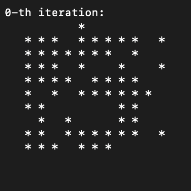 0-th iteration:
           *
   * * *   * * * * *   *
   * * * * * * *   *
   * * *   *     *     *
   * * * *   * * * *
   *   *   * * * * * *
   * *           * *
     *   *       * *
   * *   * * * * * *   *
   * * *   * * *